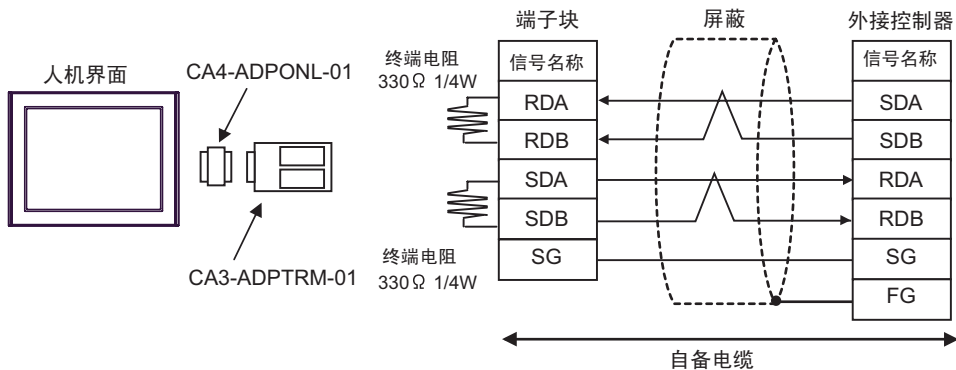 人机界面
CA4-ADPONL-01
CA3-ADPTRM-01
终端电阻
330Ω 1/4W
终端电阻
330Ω 1/4W
端子块
信号名称
RDA
RDB
SDA
SDB
SG
屏蔽
外接控制器
信号名称
SDA
SDB
RDA
RDB
SG
FG
自备电缆